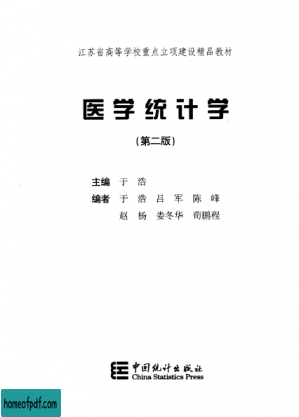 江苏省高等学校重点立项建设精品教材
医学统计学
(第二版)
主编 于 浩
编者 于 浩 吕 军 陈 峰
赵 杨 娄冬华 荀鹏程
中国统计出版社
China Statistics Press
homeofpdf.com